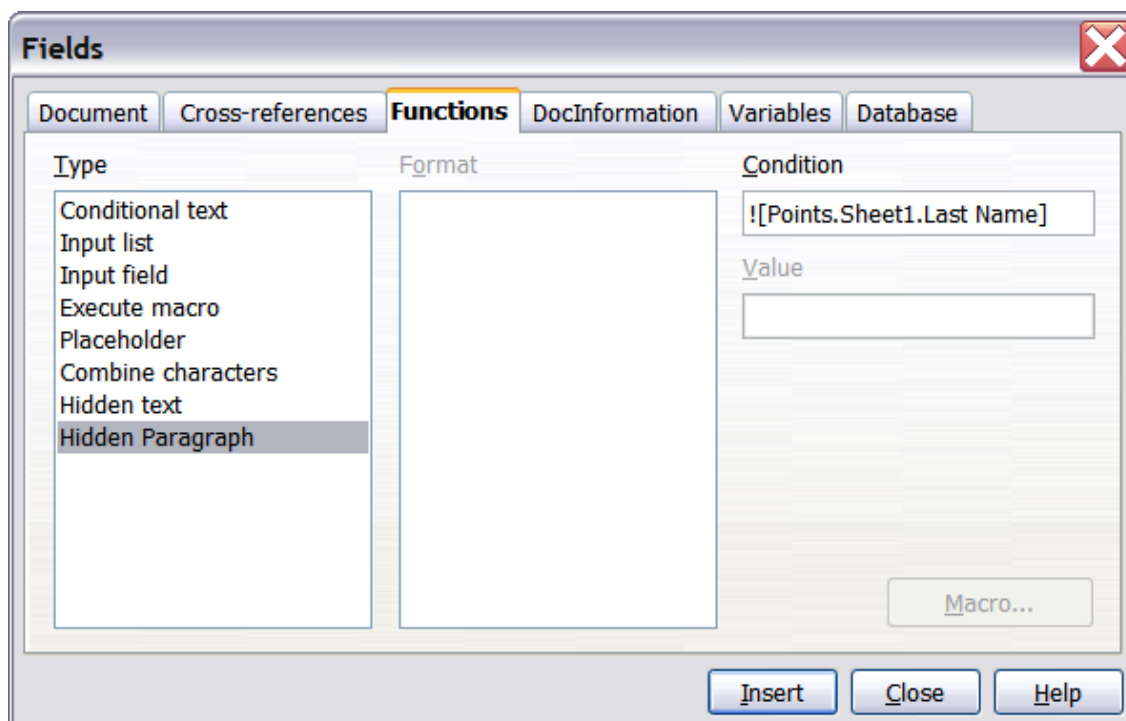 Fields
Document Cross-references Functions DocInformation Variables Database
Type Format Condition
Conditional text
Input list
Input field
Execute macro
Placeholder
Combine characters
Hidden text
Hidden Paragraph
![Points.Sheet1.Last Name]
Value
Macro...
Insert Close Help